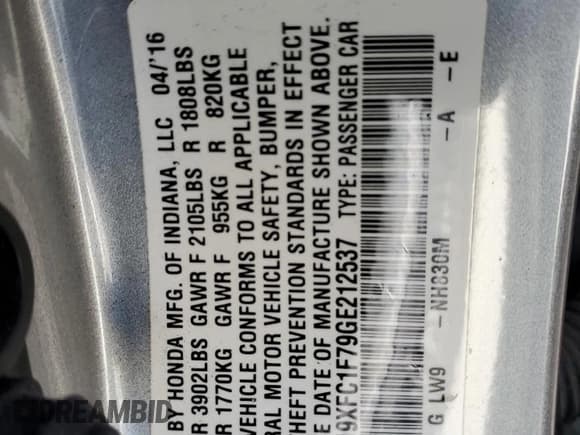 BY HONDA MFG. OF INDIANA, LLC 04/'16
R 3902LBS GAWR F 2105LBS R 1808LBS
R 1770KG GAWR F 955KG R 820KG
VEHICLE CONFORMS TO ALL APPLICABLE
RAL MOTOR VEHICLE SAFETY, BUMPER,
THEFT PREVENTION STANDARDS IN EFFECT
E DATE OF MANUFACTURE SHOWN ABOVE.
19XFC1F79GE212537 TYPE: PASSENGER CAR
G LW9 -NH830M -A -E
DREAMBID